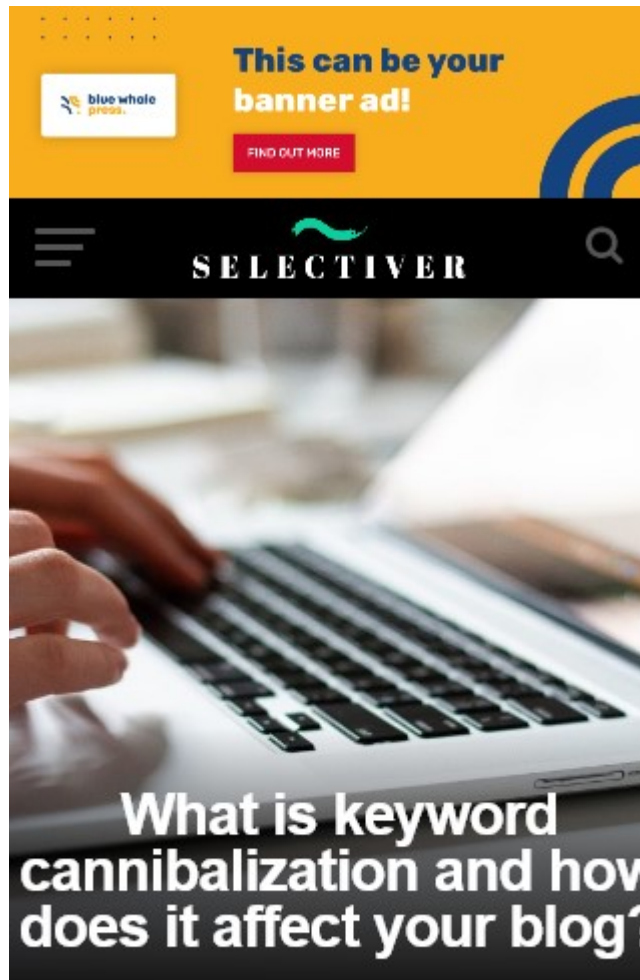 This can be your
blue whale
banner ad!
press.
FIND OUT MORE
SELECTIVER
What is keyword
cannibalization and how
does it affect your blog?